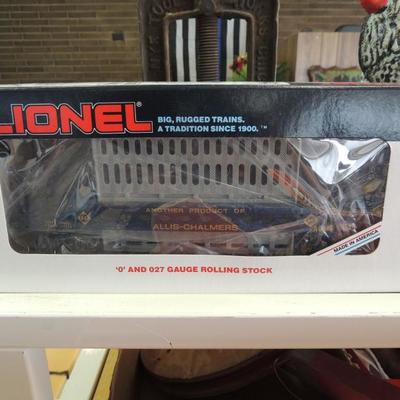 LIONEL®
BIG, RUGGED TRAINS.
A TRADITION SINCE 1900.™
ANOTHER PRODUCT OF
ALLIS-CHALMERS
MADE IN AMERICA
'O' AND 027 GAUGE ROLLING STOCK